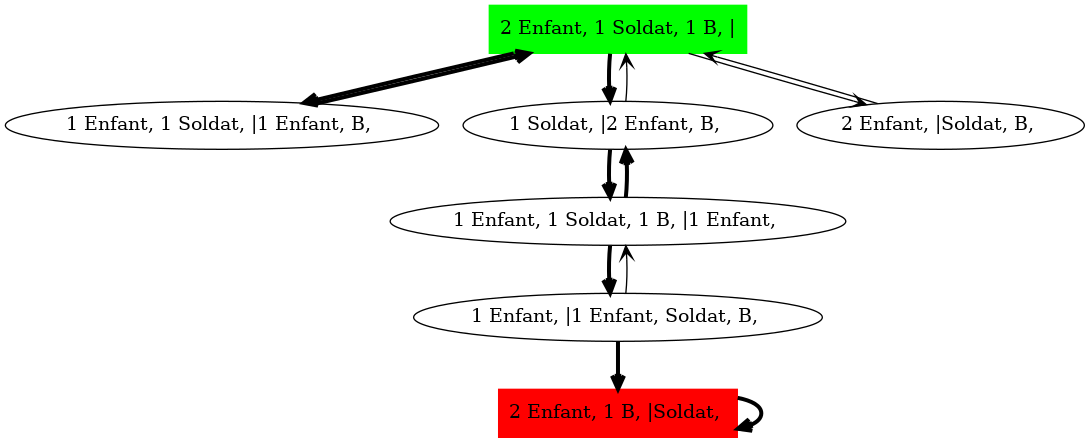 2 Enfant, 1 Soldat, 1 B, |
1 Enfant, 1 Soldat, |1 Enfant, B,
1 Soldat, |2 Enfant, B,
2 Enfant, |Soldat, B,
1 Enfant, 1 Soldat, 1 B, |1 Enfant,
1 Enfant, |1 Enfant, Soldat, B,
2 Enfant, 1 B, |Soldat,